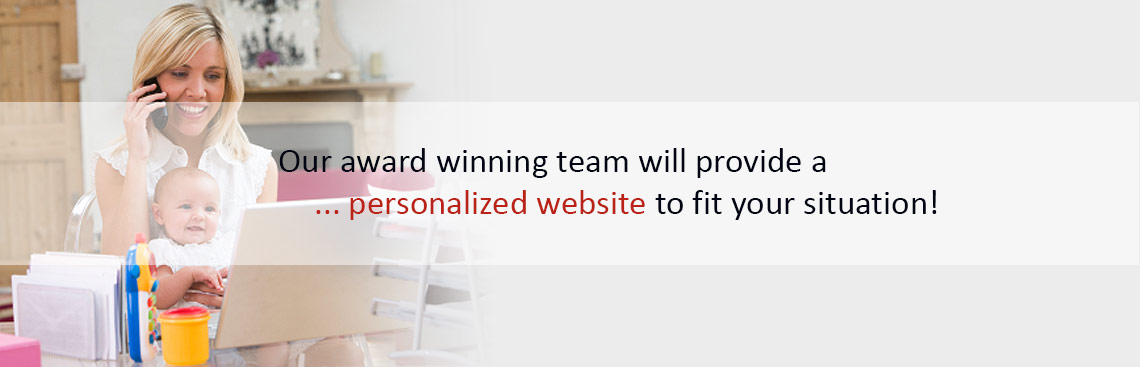 Our award winning team will provide a
... personalized website to fit your situation!